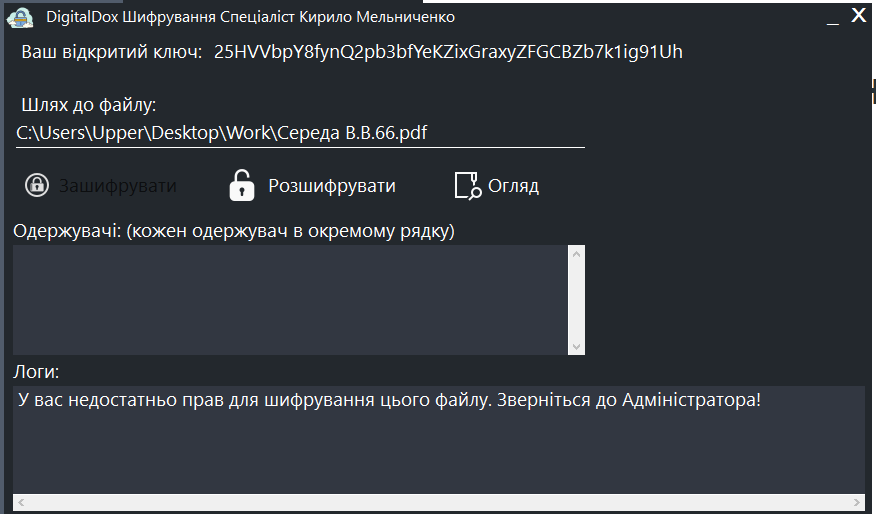 DigitalDox Шифрування Спеціаліст Кирило Мельниченко
Ваш відкритий ключ: 25HVVbpY8fynQ2pb3bfYeKZixGraxyZFGCBZb7k1ig91Uh
Шлях до файлу:
C:\Users\Upper\Desktop\Work\Середа В.В.66.pdf
Зашифрувати Розшифрувати Огляд
Одержувачі: (кожен одержувач в окремому рядку)
Логи:
У вас недостатньо прав для шифрування цього файлу. Зверніться до Адміністратора!